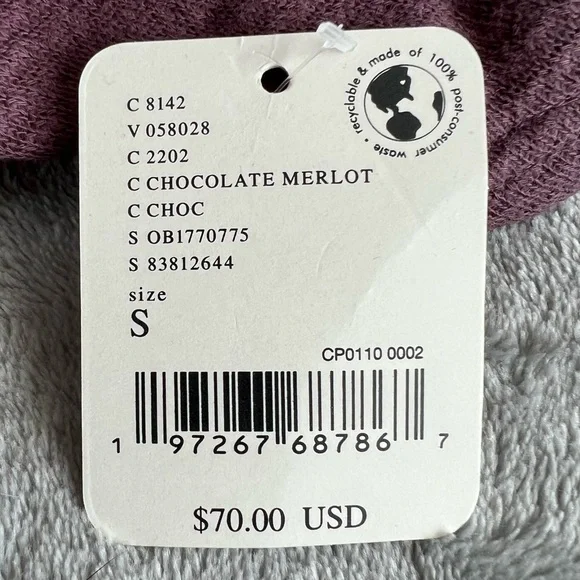 C 8142
V 058028
C 2202
C CHOCOLATE MERLOT
C CHOC
S OB1770775
S 83812644
size
S
recyclable & made of 100% post-consumer waste •
CP0110 0002
1 97267 68786 7
$70.00 USD